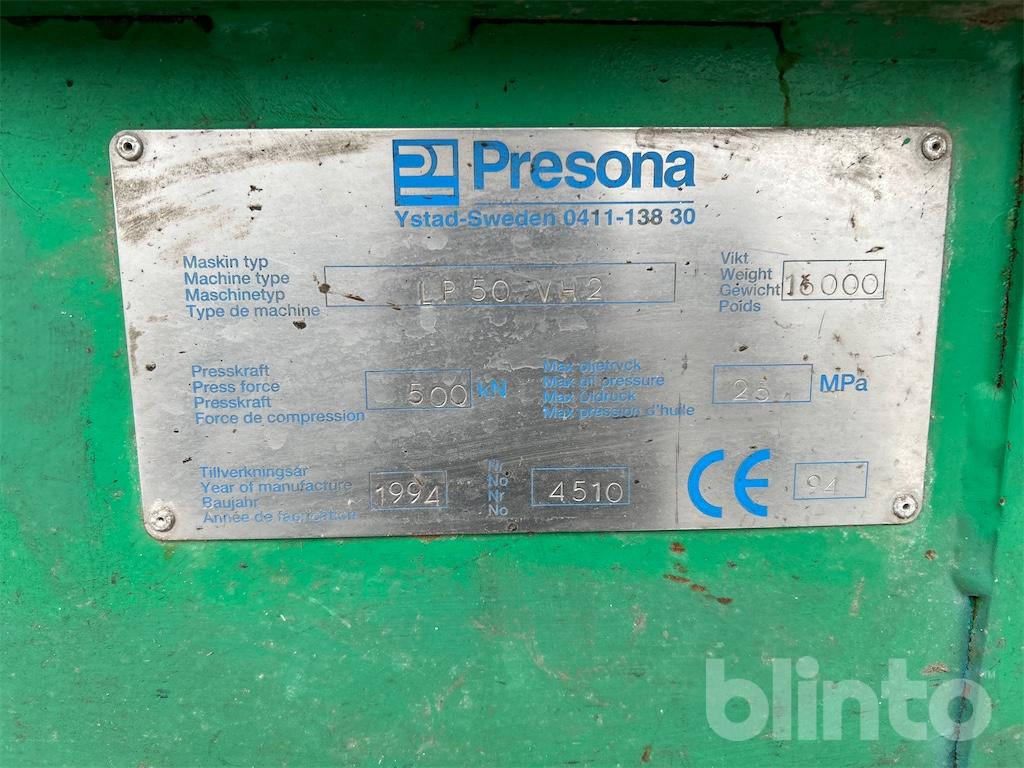 Presona
Ystad-Sweden 0411-138 30
Maskin typ
Machine type
Maschinetyp
Type de machine
LP 50 VH2
Vikt
Weight
Gewicht
Poids
Presskraft
Press force
Presskraft
Force de compression
500 kN
Max oljetryck
Max oil pressure
Max Öldruck
Max pression d'huile
MPa
Tillverkningsår
Year of manufacture
Baujahr
Année de fabrication
1994
Nr
No
Nr
No
4510
CE
94
blinto